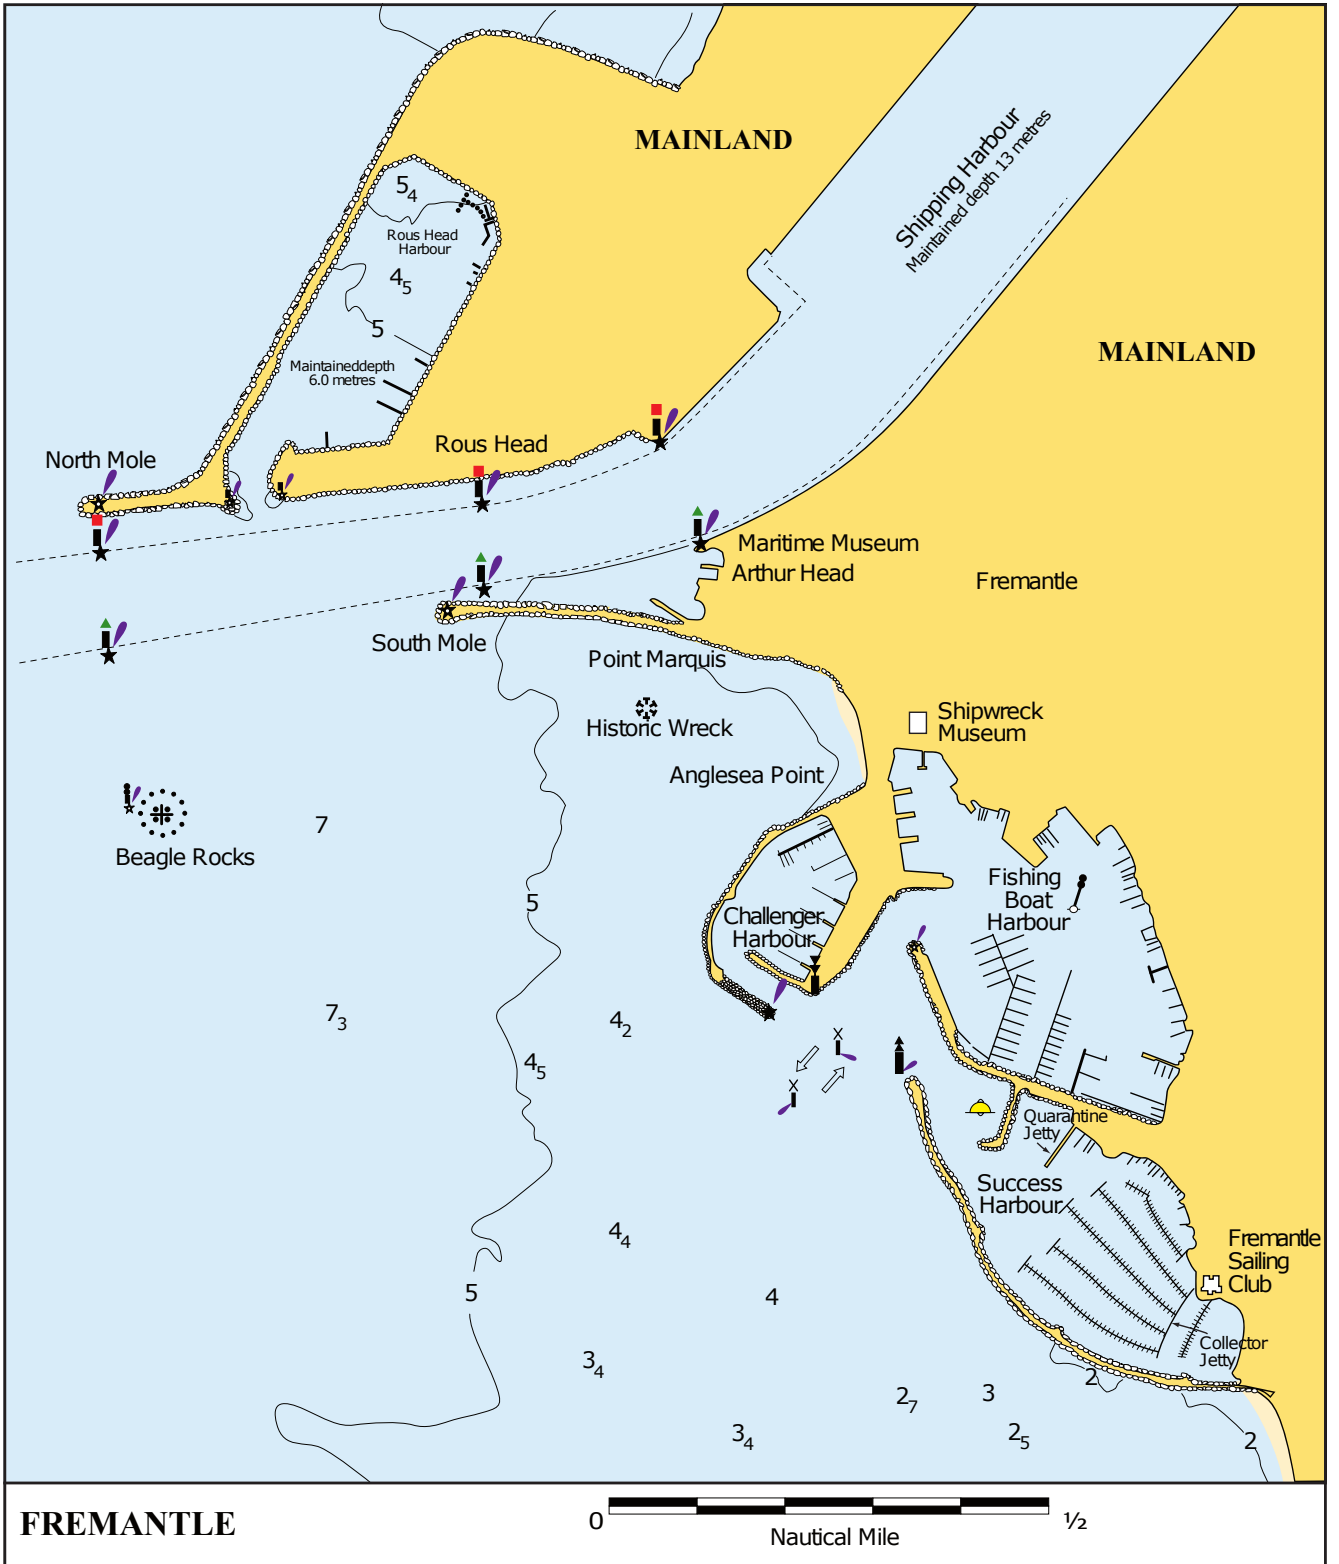 MAINLAND
Shipping Harbour
Maintained depth 13 metres
5₄
Rous Head
Harbour
4₅
5
Maintaineddepth
6.0 metres
MAINLAND
North Mole
Rous Head
Maritime Museum
Arthur Head
Fremantle
South Mole
Point Marquis
Historic Wreck
Shipwreck
Museum
Anglesea Point
7
Beagle Rocks
5
Fishing
Boat
Harbour
Challenger
Harbour
7₃
4₂
4₅
Quarantine
Jetty
Success
Harbour
4₄
Fremantle
Sailing
Club
5
4
Collector
Jetty
3₄
2
2₇
3
3₄
2₅
2
FREMANTLE
0
½
Nautical Mile